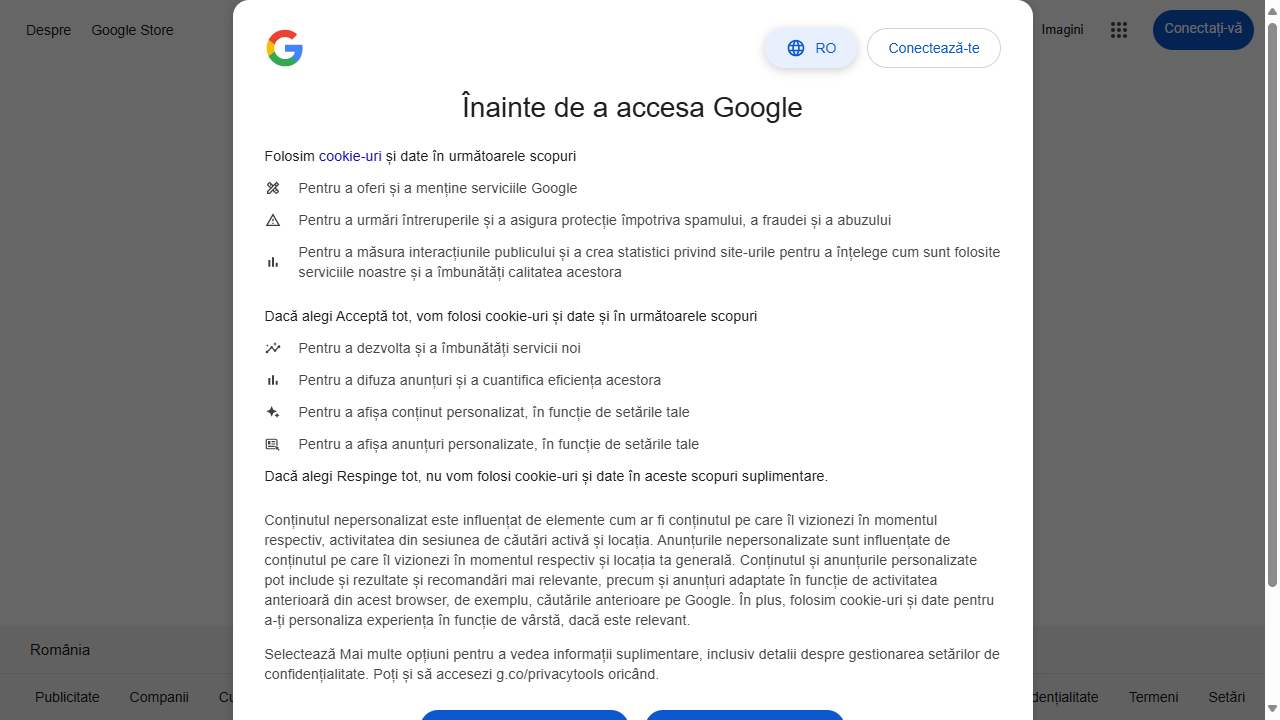 Despre Google Store Imagini Conectați-vă
RO Conectează-te
Înainte de a accesa Google
Folosim cookie-uri și date în următoarele scopuri
Pentru a oferi și a menține serviciile Google
Pentru a urmări întreruperile și a asigura protecție împotriva spamului, a fraudei și a abuzului
Pentru a măsura interacțiunile publicului și a crea statistici privind site-urile pentru a înțelege cum sunt folosite
serviciile noastre și a îmbunătăți calitatea acestora
Dacă alegi Acceptă tot, vom folosi cookie-uri și date și în următoarele scopuri
Pentru a dezvolta și a îmbunătăți servicii noi
Pentru a difuza anunțuri și a cuantifica eficiența acestora
Pentru a afișa conținut personalizat, în funcție de setările tale
Pentru a afișa anunțuri personalizate, în funcție de setările tale
Dacă alegi Respinge tot, nu vom folosi cookie-uri și date în aceste scopuri suplimentare.
Conținutul nepersonalizat este influențat de elemente cum ar fi conținutul pe care îl vizionezi în momentul
respectiv, activitatea din sesiunea de căutări activă și locația. Anunțurile nepersonalizate sunt influențate de
conținutul pe care îl vizionezi în momentul respectiv și locația ta generală. Conținutul și anunțurile personalizate
pot include și rezultate și recomandări mai relevante, precum și anunțuri adaptate în funcție de activitatea
anterioară din acest browser, de exemplu, căutările anterioare pe Google. În plus, folosim cookie-uri și date pentru
a-ți personaliza experiența în funcție de vârstă, dacă este relevant.
Selectează Mai multe opțiuni pentru a vedea informații suplimentare, inclusiv detalii despre gestionarea setărilor de
confidențialitate. Poți și să accesezi g.co/privacytools oricând.
România
Publicitate Companii Termeni Setări